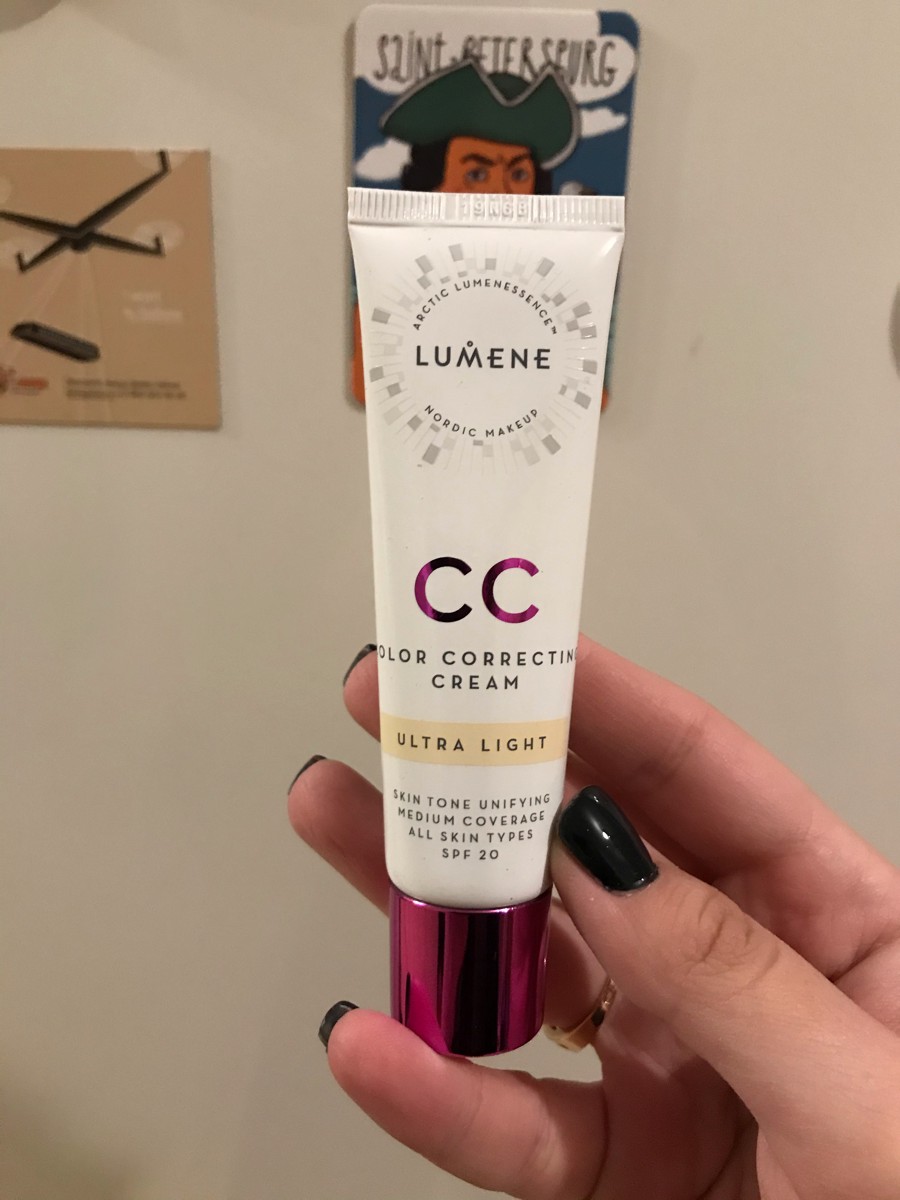 SAINT-PETERSBURG
ARCTIC LUMENESSENCE™
LUMENE
NORDIC MAKEUP
CC
OLOR CORRECTING
CREAM
ULTRA LIGHT
SKIN TONE UNIFYING
MEDIUM COVERAGE
ALL SKIN TYPES
SPF 20